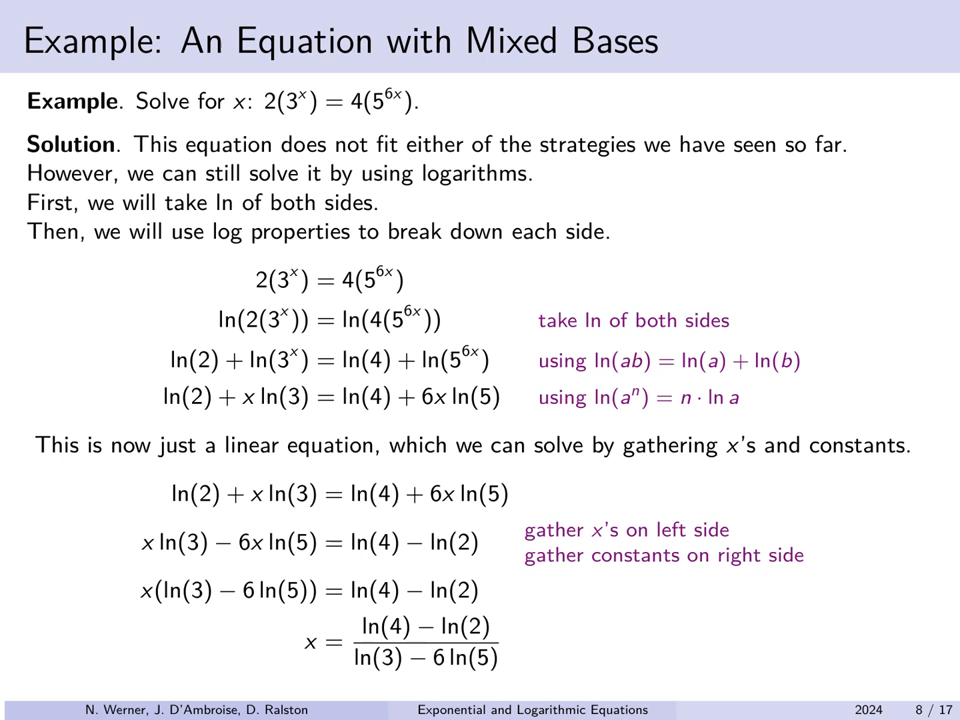 Example: An Equation with Mixed Bases
Example. Solve for x: 2(3^x) = 4(5^{6x}).
Solution. This equation does not fit either of the strategies we have seen so far.
However, we can still solve it by using logarithms.
First, we will take ln of both sides.
Then, we will use log properties to break down each side.
2(3^x) = 4(5^{6x})
ln(2(3^x)) = ln(4(5^{6x})) take ln of both sides
ln(2) + ln(3^x) = ln(4) + ln(5^{6x}) using ln(ab) = ln(a) + ln(b)
ln(2) + x ln(3) = ln(4) + 6x ln(5) using ln(a^n) = n · ln a
This is now just a linear equation, which we can solve by gathering x's and constants.
ln(2) + x ln(3) = ln(4) + 6x ln(5)
x ln(3) − 6x ln(5) = ln(4) − ln(2) gather x's on left side
gather constants on right side
x(ln(3) − 6 ln(5)) = ln(4) − ln(2)
x = \frac{ln(4) − ln(2)}{ln(3) − 6 ln(5)}
N. Werner, J. D'Ambroise, D. Ralston Exponential and Logarithmic Equations 2024 8 / 17